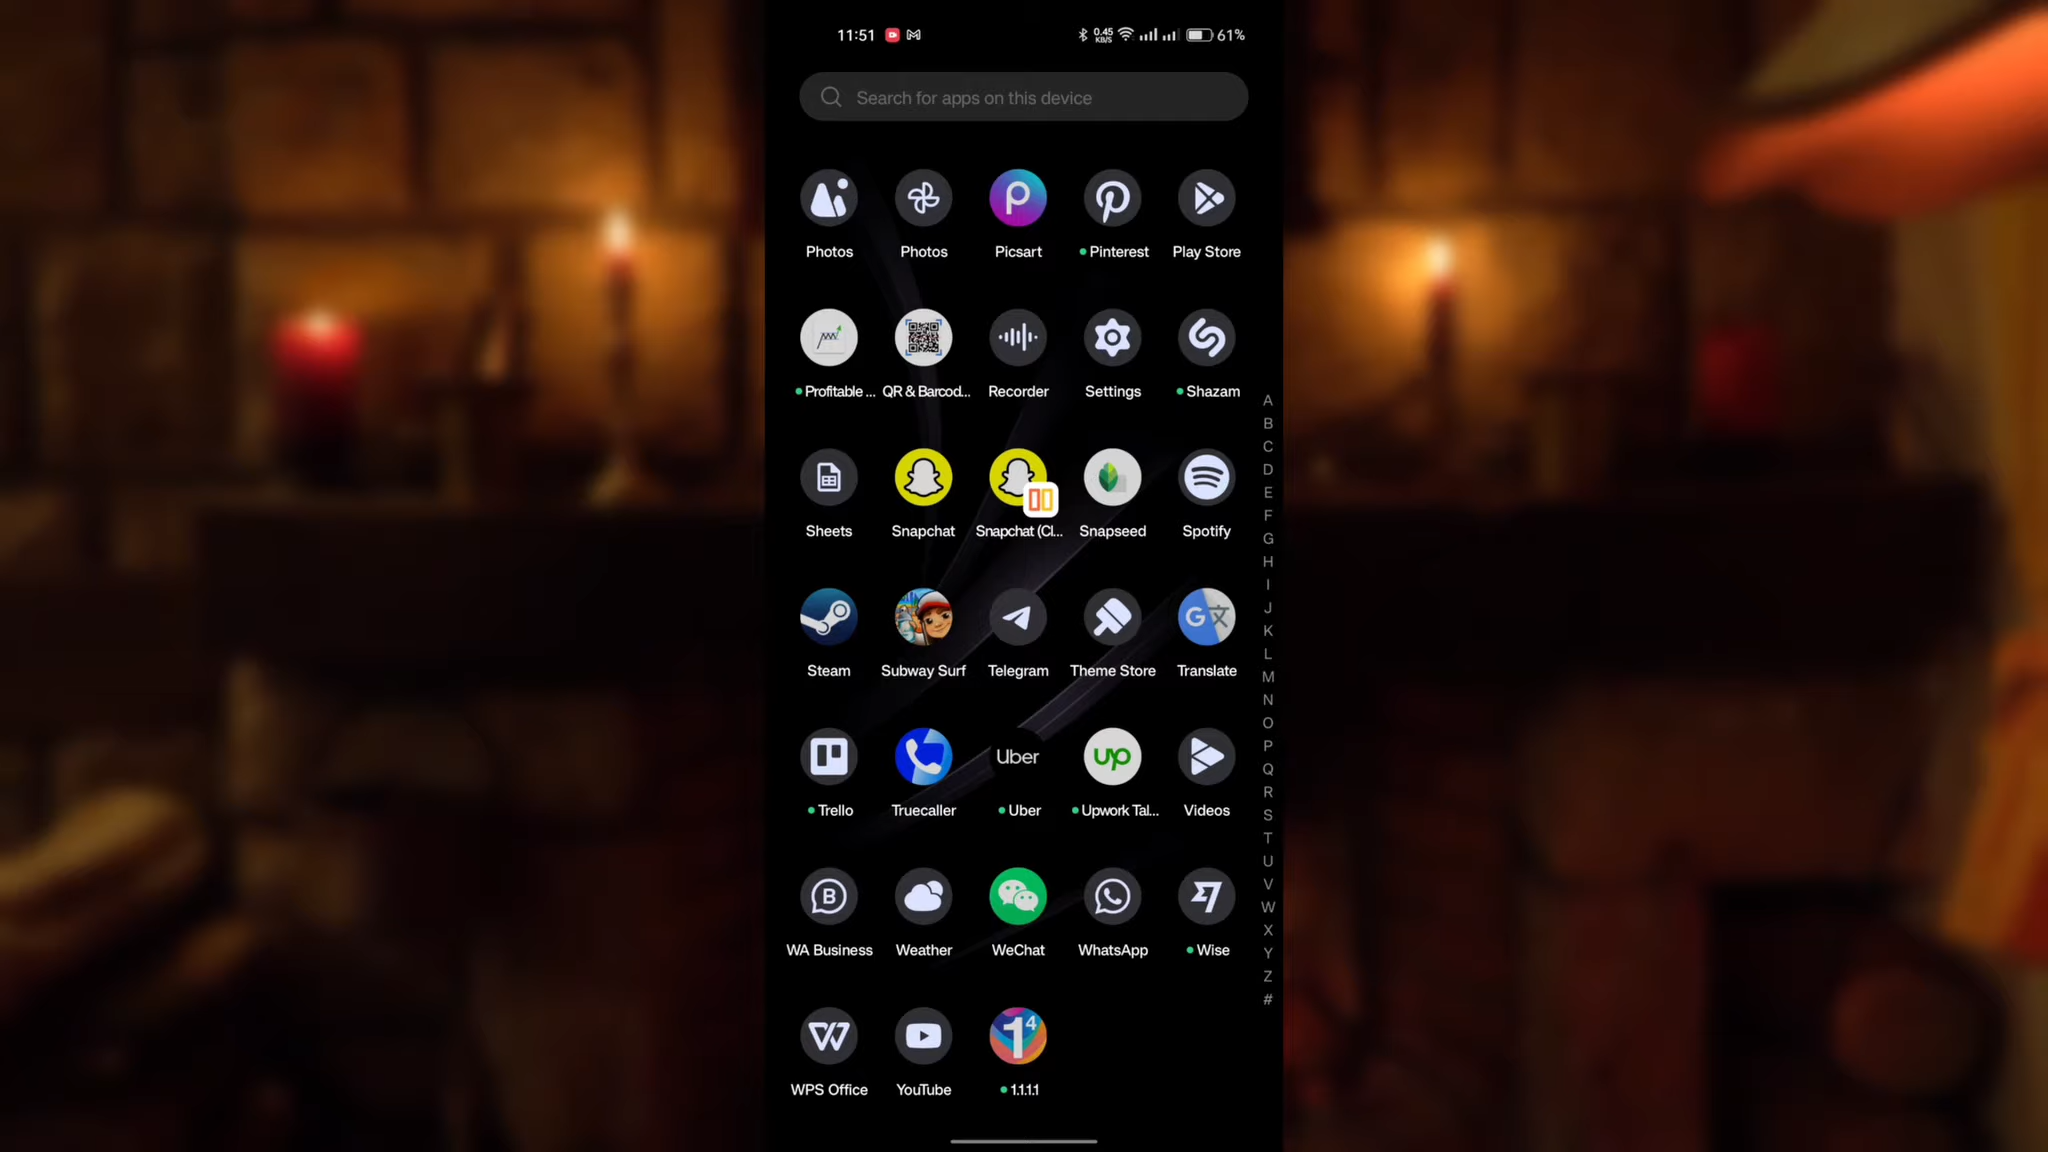 11:51
0.45 KB/S
61%
Search for apps on this device
Photos Photos Picsart Pinterest Play Store
Profitable ... QR & Barcod... Recorder Settings Shazam
Sheets Snapchat Snapchat (Cl... Snapseed Spotify
Steam Subway Surf Telegram Theme Store Translate
Uber
up
Trello Truecaller Uber Upwork Tal... Videos
B
WA Business Weather WeChat WhatsApp Wise
1⁴
WPS Office YouTube 1.1.1.1
A
B
C
D
E
F
G
H
I
J
K
L
M
N
O
P
Q
R
S
T
U
V
W
X
Y
Z
#